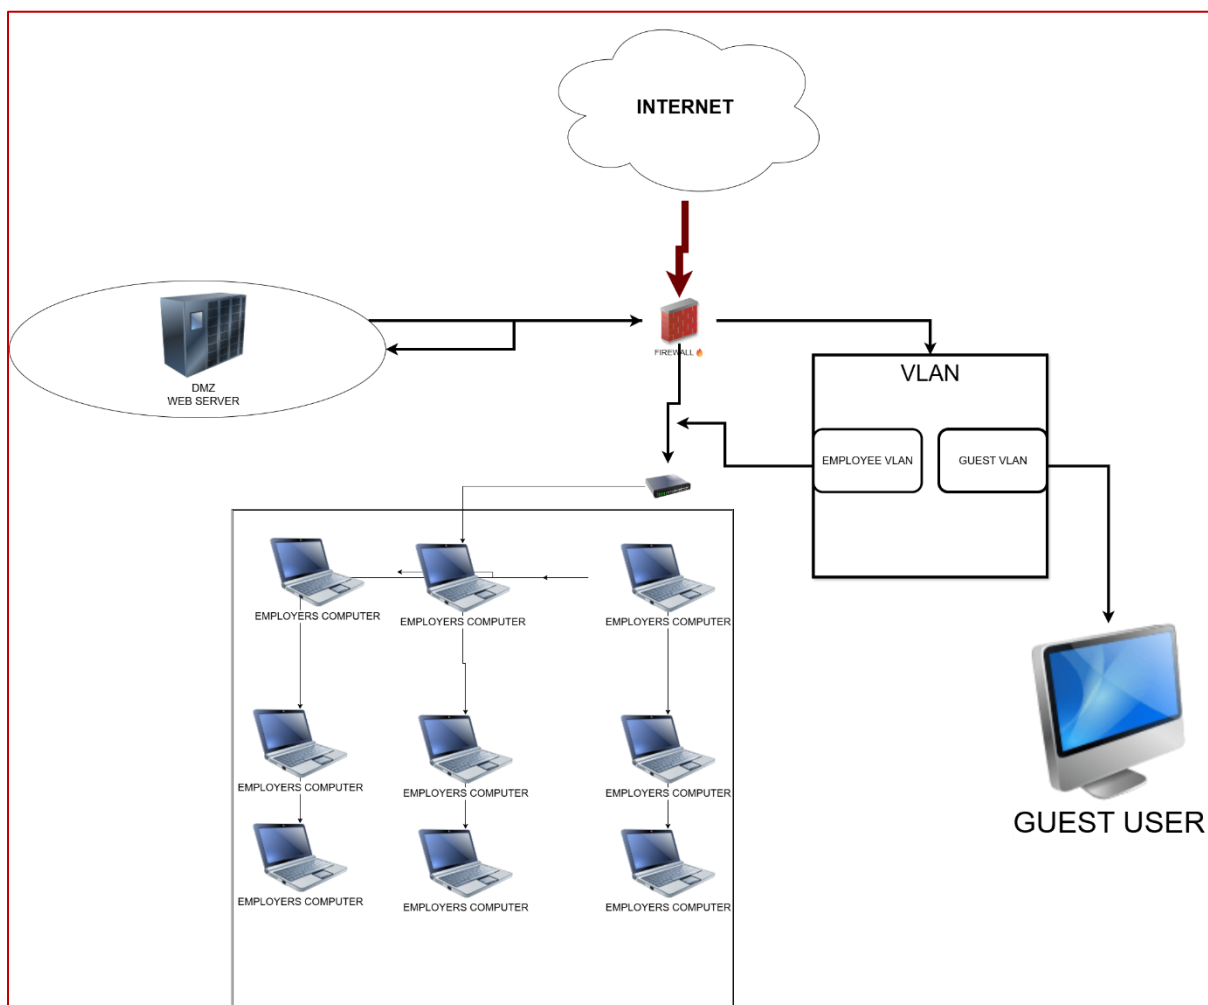 INTERNET
FIREWALL 🔥
DMZ
WEB SERVER
VLAN
EMPLOYEE VLAN
GUEST VLAN
EMPLOYERS COMPUTER
EMPLOYERS COMPUTER
EMPLOYERS COMPUTER
EMPLOYERS COMPUTER
EMPLOYERS COMPUTER
EMPLOYERS COMPUTER
GUEST USER
EMPLOYERS COMPUTER
EMPLOYERS COMPUTER
EMPLOYERS COMPUTER